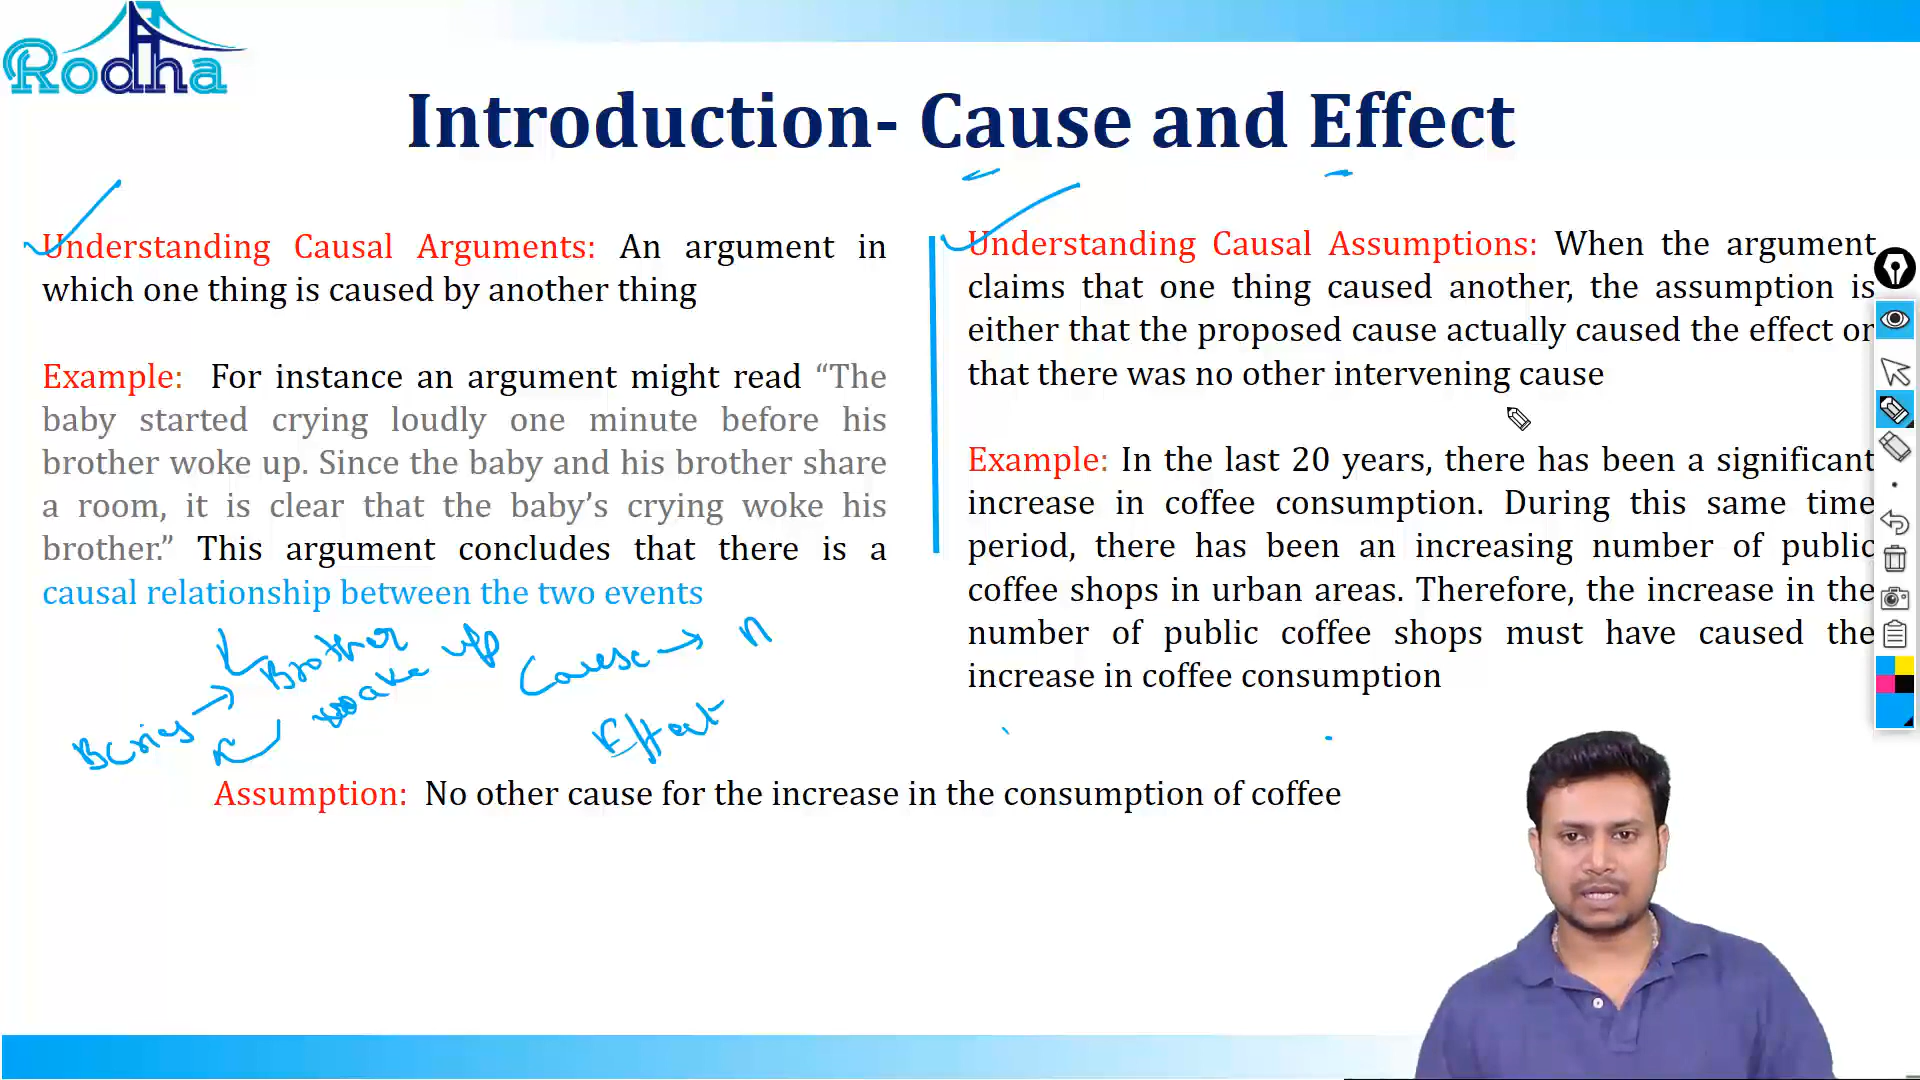 Rodha
Introduction- Cause and Effect
Understanding Causal Arguments: An argument in
which one thing is caused by another thing
Example: For instance an argument might read “The
baby started crying loudly one minute before his
brother woke up. Since the baby and his brother share
a room, it is clear that the baby’s crying woke his
brother.” This argument concludes that there is a
causal relationship between the two events
Brother
woake up
Cause → n
Effect
Understanding Causal Assumptions: When the argument
claims that one thing caused another, the assumption is
either that the proposed cause actually caused the effect or
that there was no other intervening cause
Example: In the last 20 years, there has been a significant
increase in coffee consumption. During this same time
period, there has been an increasing number of public
coffee shops in urban areas. Therefore, the increase in the
number of public coffee shops must have caused the
increase in coffee consumption
Assumption: No other cause for the increase in the consumption of coffee